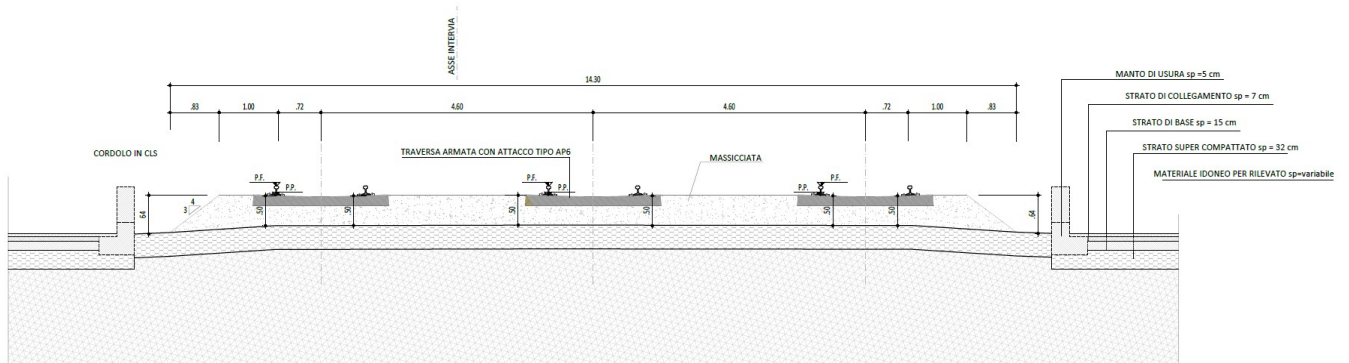 ASSE INTERVIA
14.30
.83 1.00 .72 4.60 4.60 .72 1.00 .83
MANTO DI USURA sp =5 cm
STRATO DI COLLEGAMENTO sp = 7 cm
STRATO DI BASE sp = 15 cm
STRATO SUPER COMPATTATO sp = 32 cm
MATERIALE IDONEO PER RILEVATO sp=variabile
CORDOLO IN CLS
TRAVERSA ARMATA CON ATTACCO TIPO AP6
MASSICCIATA
P.F. P.F. P.F.
P.P. P.P. P.P.
4
3
.64 .50 .50 .50 .50 .50 .50 .64